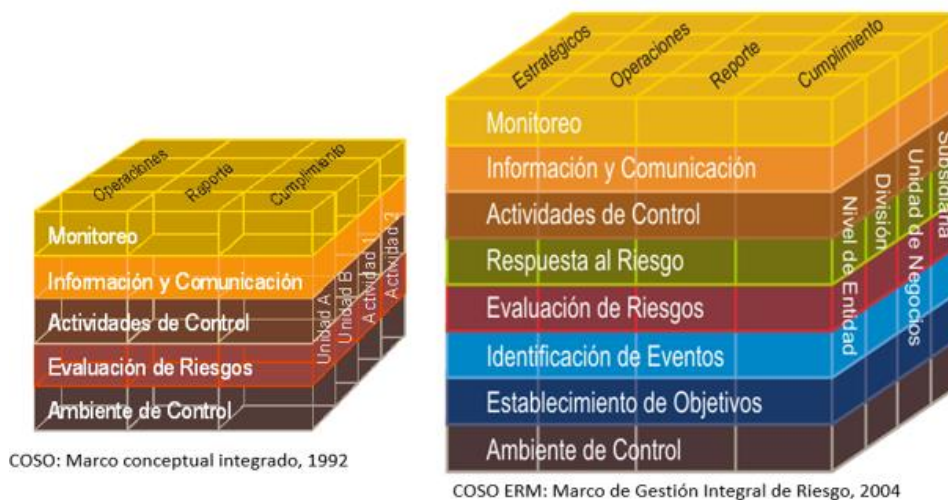 Operaciones
Reporte
Cumplimiento
Monitoreo
Información y Comunicación
Actividades de Control
Evaluación de Riesgos
Ambiente de Control
Unidad A
Unidad B
Actividad 1
Actividad 2
COSO: Marco conceptual integrado, 1992
Estratégicos
Operaciones
Reporte
Cumplimiento
Monitoreo
Información y Comunicación
Actividades de Control
Respuesta al Riesgo
Evaluación de Riesgos
Identificación de Eventos
Establecimiento de Objetivos
Ambiente de Control
Nivel de Entidad
División
Unidad de Negocios
Subsidiaria
COSO ERM: Marco de Gestión Integral de Riesgo, 2004